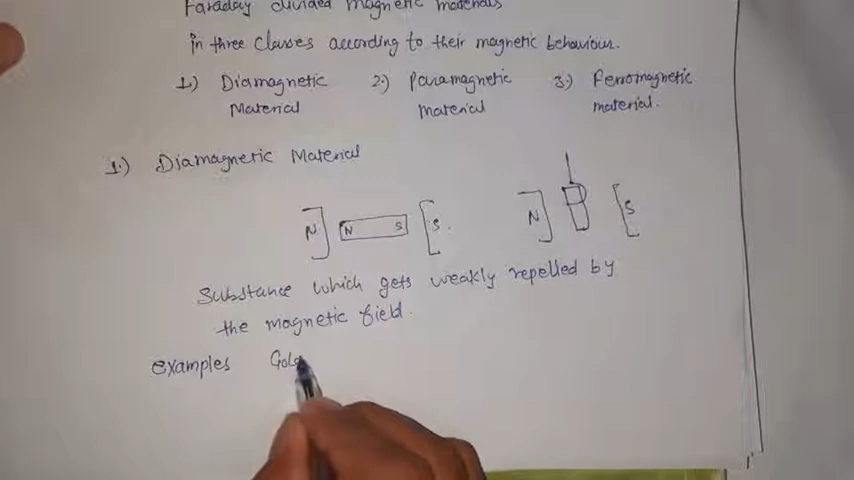 Faraday divided magnetic materials
in three classes according to their magnetic behaviour.
1.) Diamagnetic 2.) Paramagnetic 3.) Ferromagnetic
Material material material.
1.) Diamagnetic Material
N N S S. N S
Substance which gets weakly repelled by
the magnetic field.
examples Gol